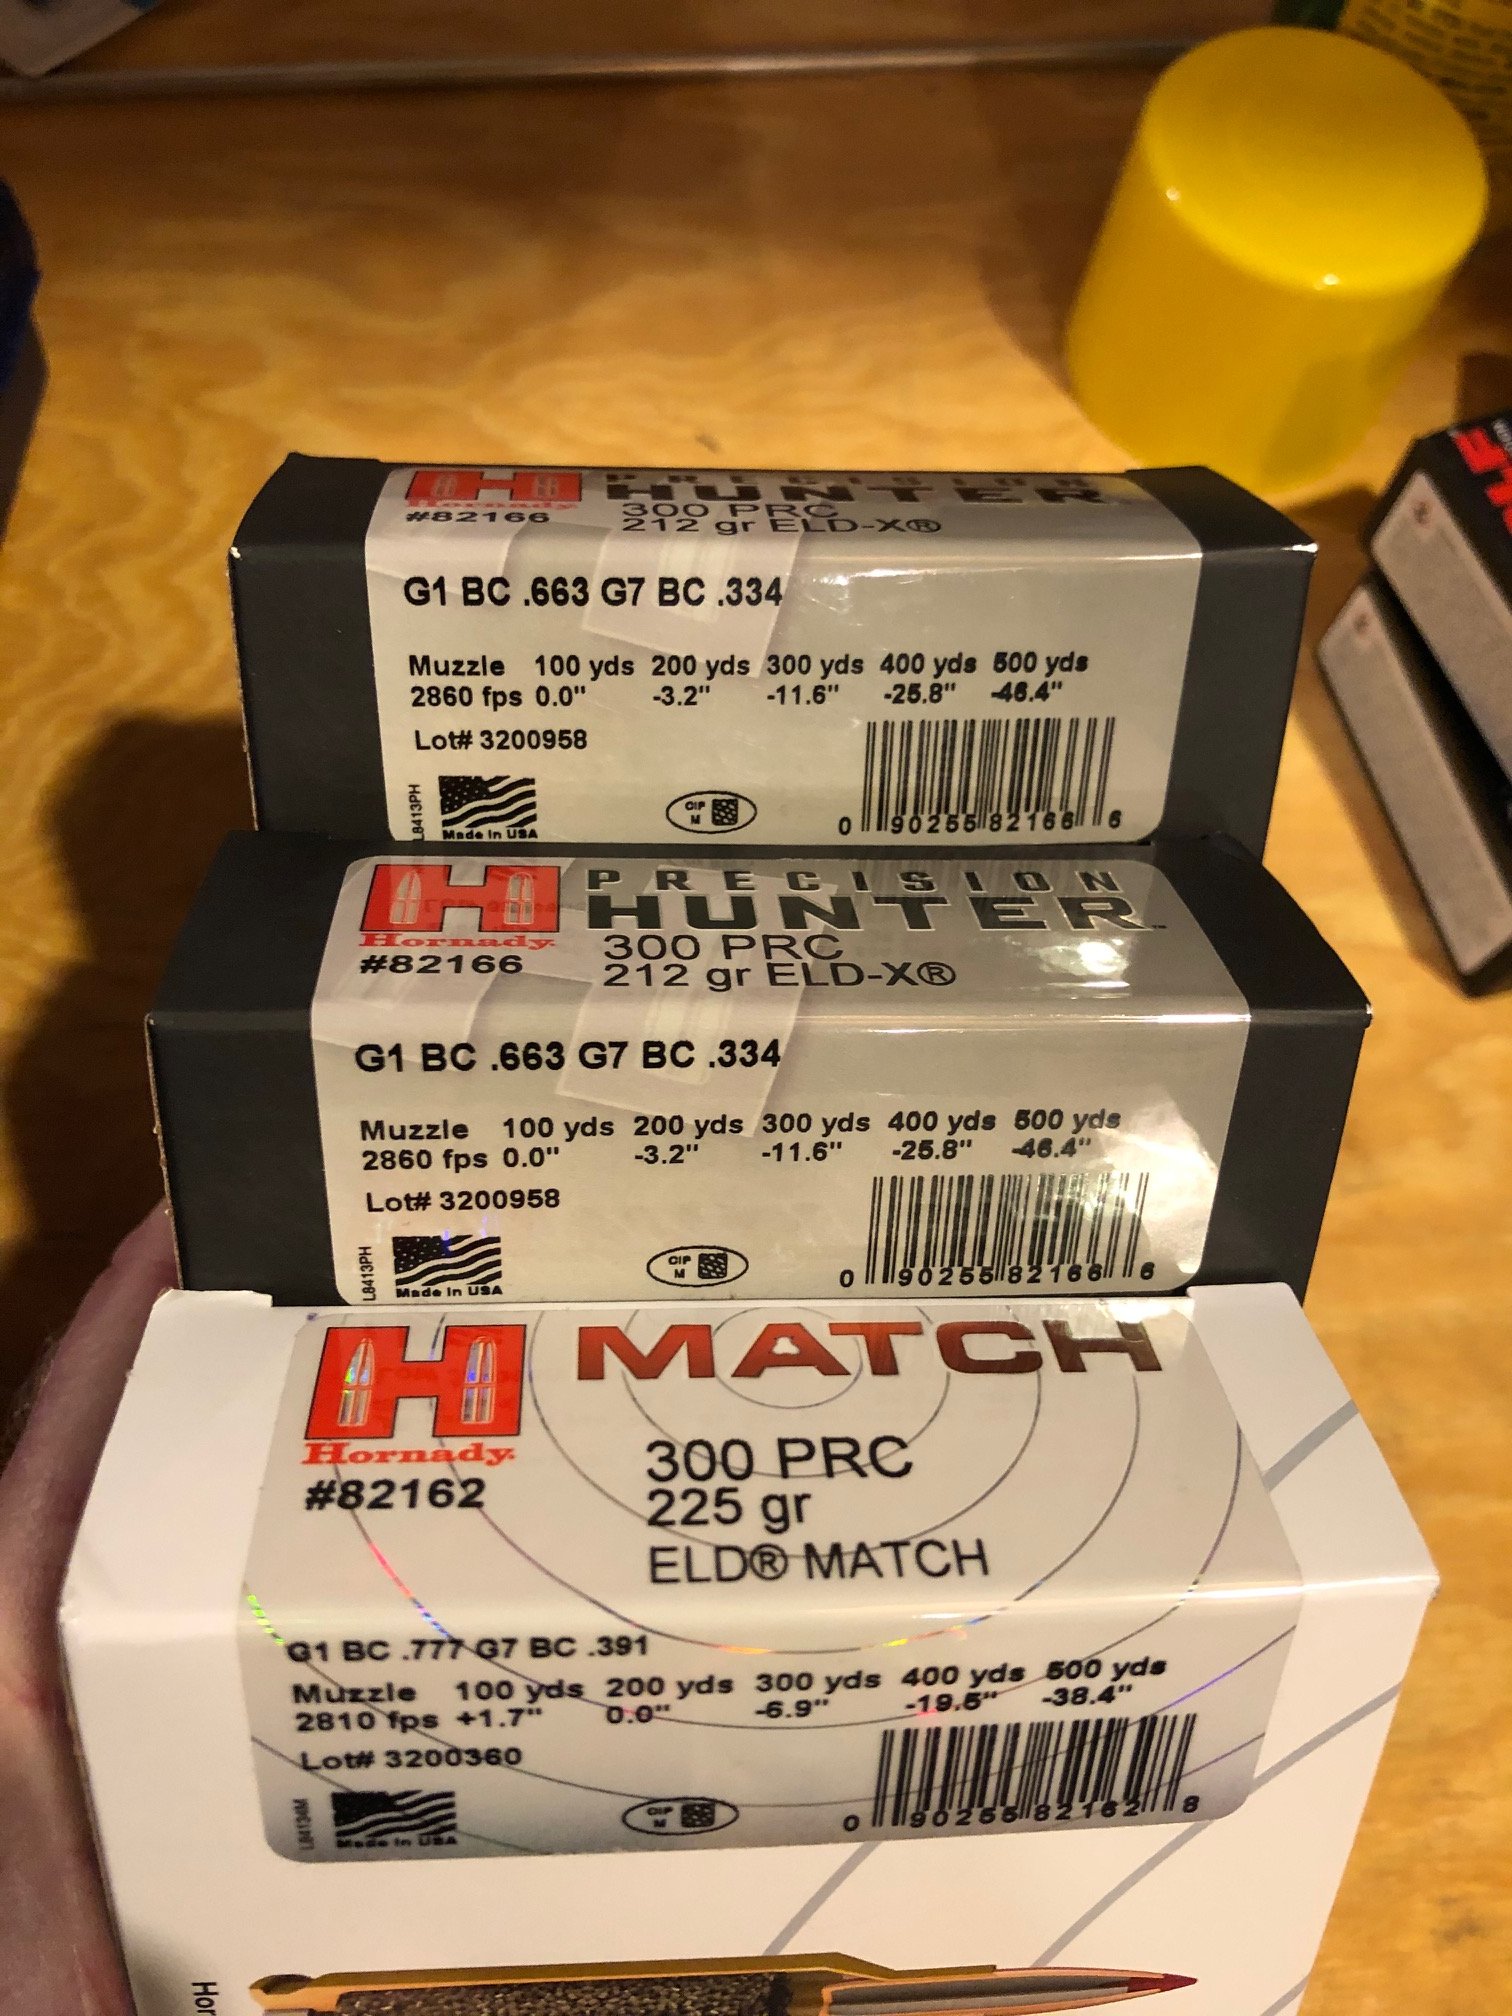 PRECISION
HUNTER
Hornady
#82166
300 PRC
212 gr ELD-X®
G1 BC .663 G7 BC .334
Muzzle 100 yds 200 yds 300 yds 400 yds 500 yds
2860 fps 0.0" -3.2" -11.6" -25.8" -46.4"
Lot# 3200958
L8413PH
Made in USA
CIP
M
0 90255 82166 6
PRECISION
HUNTER™
Hornady.
#82166
300 PRC
212 gr ELD-X®
G1 BC .663 G7 BC .334
Muzzle 100 yds 200 yds 300 yds 400 yds 500 yds
2860 fps 0.0" -3.2" -11.6" -25.8" -46.4"
Lot# 3200958
L8413PH
Made in USA
CIP
M
0 90255 82166 6
MATCH
Hornady.
#82162
300 PRC
225 gr
ELD® MATCH
G1 BC .777 G7 BC .391
Muzzle 100 yds 200 yds 300 yds 400 yds 500 yds
2810 fps +1.7" 0.0" -6.9" -19.5" -38.4"
Lot# 3200360
L8413M
Made in USA
CIP
M
0 90255 82162 8
Hor